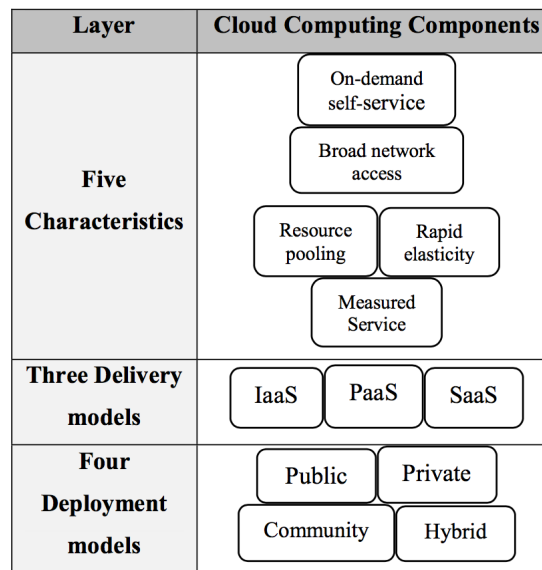 Layer
Cloud Computing Components
Five
Characteristics
On-demand
self-service
Broad network
access
Resource
pooling
Rapid
elasticity
Measured
Service
Three Delivery
models
IaaS
PaaS
SaaS
Four
Deployment
models
Public
Private
Community
Hybrid